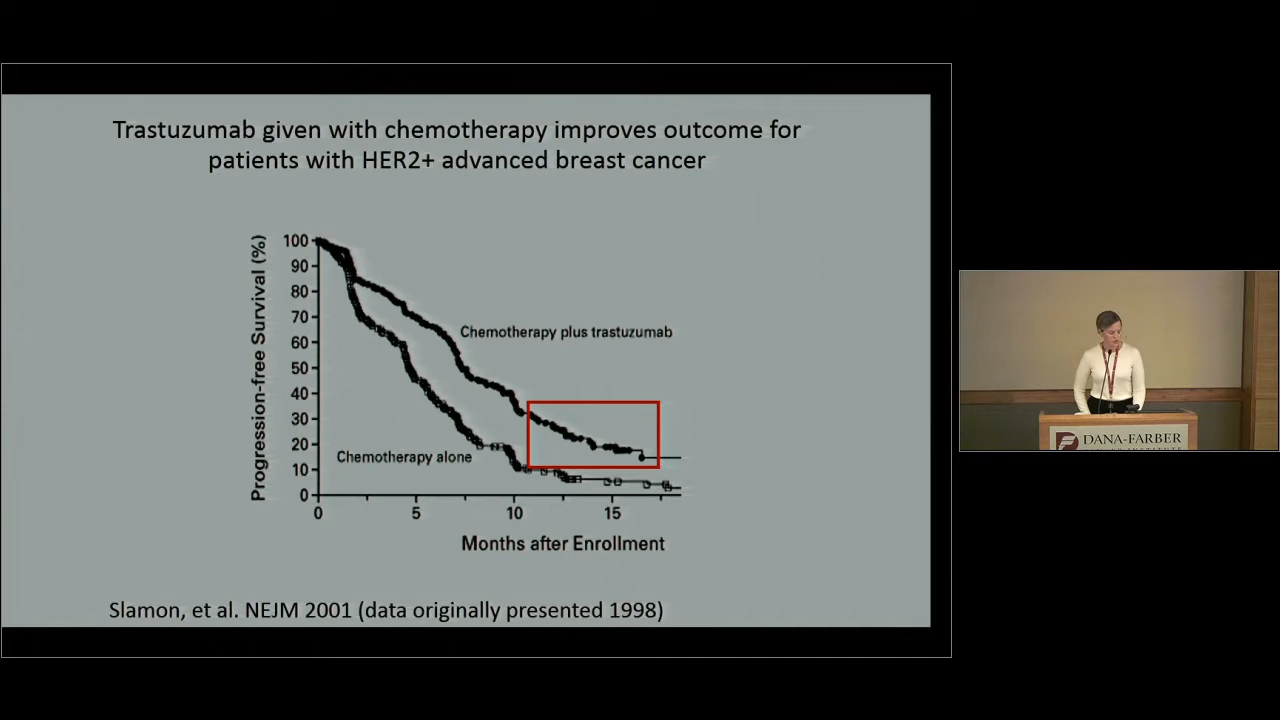 Trastuzumab given with chemotherapy improves outcome for
patients with HER2+ advanced breast cancer
Progression-free Survival (%)
100
90
80
70
60
50
40
30
20
10
0
Chemotherapy plus trastuzumab
Chemotherapy alone
0 5 10 15
Months after Enrollment
Slamon, et al. NEJM 2001 (data originally presented 1998)
DANA-FARBER